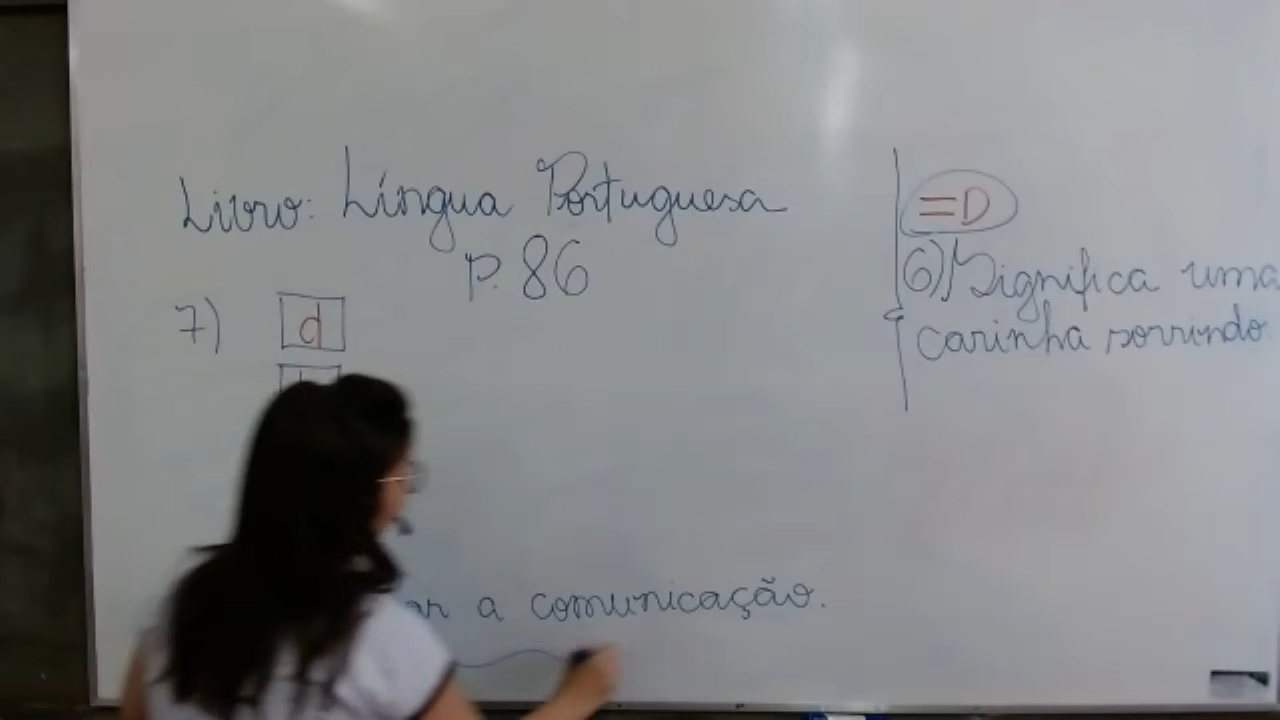 Livro: Língua Portuguesa
p. 86
7) d
a comunicação.
=D
6) Significa uma
carinha sorrindo